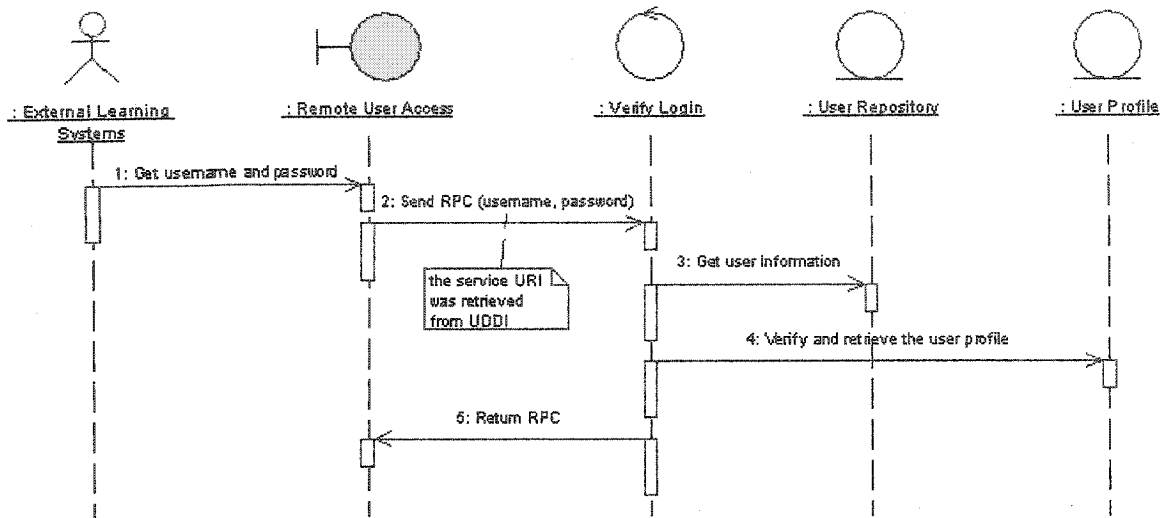 : External Learning
Systems
: Remote User Access
: Verify Login
: User Repository
: User Profile
1: Get username and password
2: Send RPC (username, password)
the service URI
was retrieved
from UDDI
3: Get user information
4: Verify and retrieve the user profile
5: Return RPC